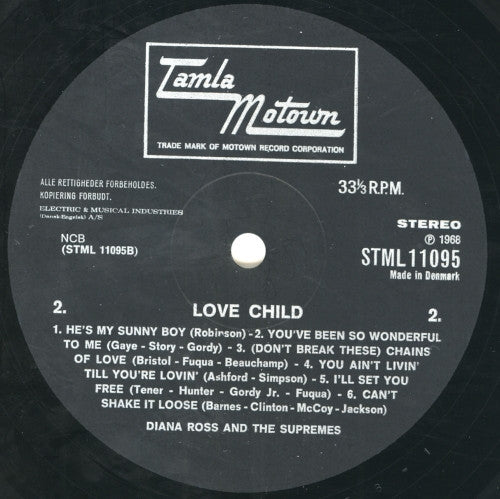 Tamla
Motown
TRADE MARK OF MOTOWN RECORD CORPORATION
ALLE RETTIGHEDER FORBEHOLDES.
KOPIERING FORBUDT.
ELECTRIC & MUSICAL INDUSTRIES
(Dansk-Engelsk) A/S
33⅓ R.P.M.
NCB
(STML 11095B)
STEREO
Ⓟ 1968
STML11095
Made in Denmark
2. LOVE CHILD 2.
1. HE'S MY SUNNY BOY (Robinson) - 2. YOU'VE BEEN SO WONDERFUL
TO ME (Gaye - Story - Gordy) - 3. (DON'T BREAK THESE) CHAINS
OF LOVE (Bristol - Fuqua - Beauchamp) - 4. YOU AIN'T LIVIN'
TILL YOU'RE LOVIN' (Ashford - Simpson) - 5. I'LL SET YOU
FREE (Tener - Hunter - Gordy Jr. - Fuqua) - 6. CAN'T
SHAKE IT LOOSE (Barnes - Clinton - McCoy - Jackson)
DIANA ROSS AND THE SUPREMES